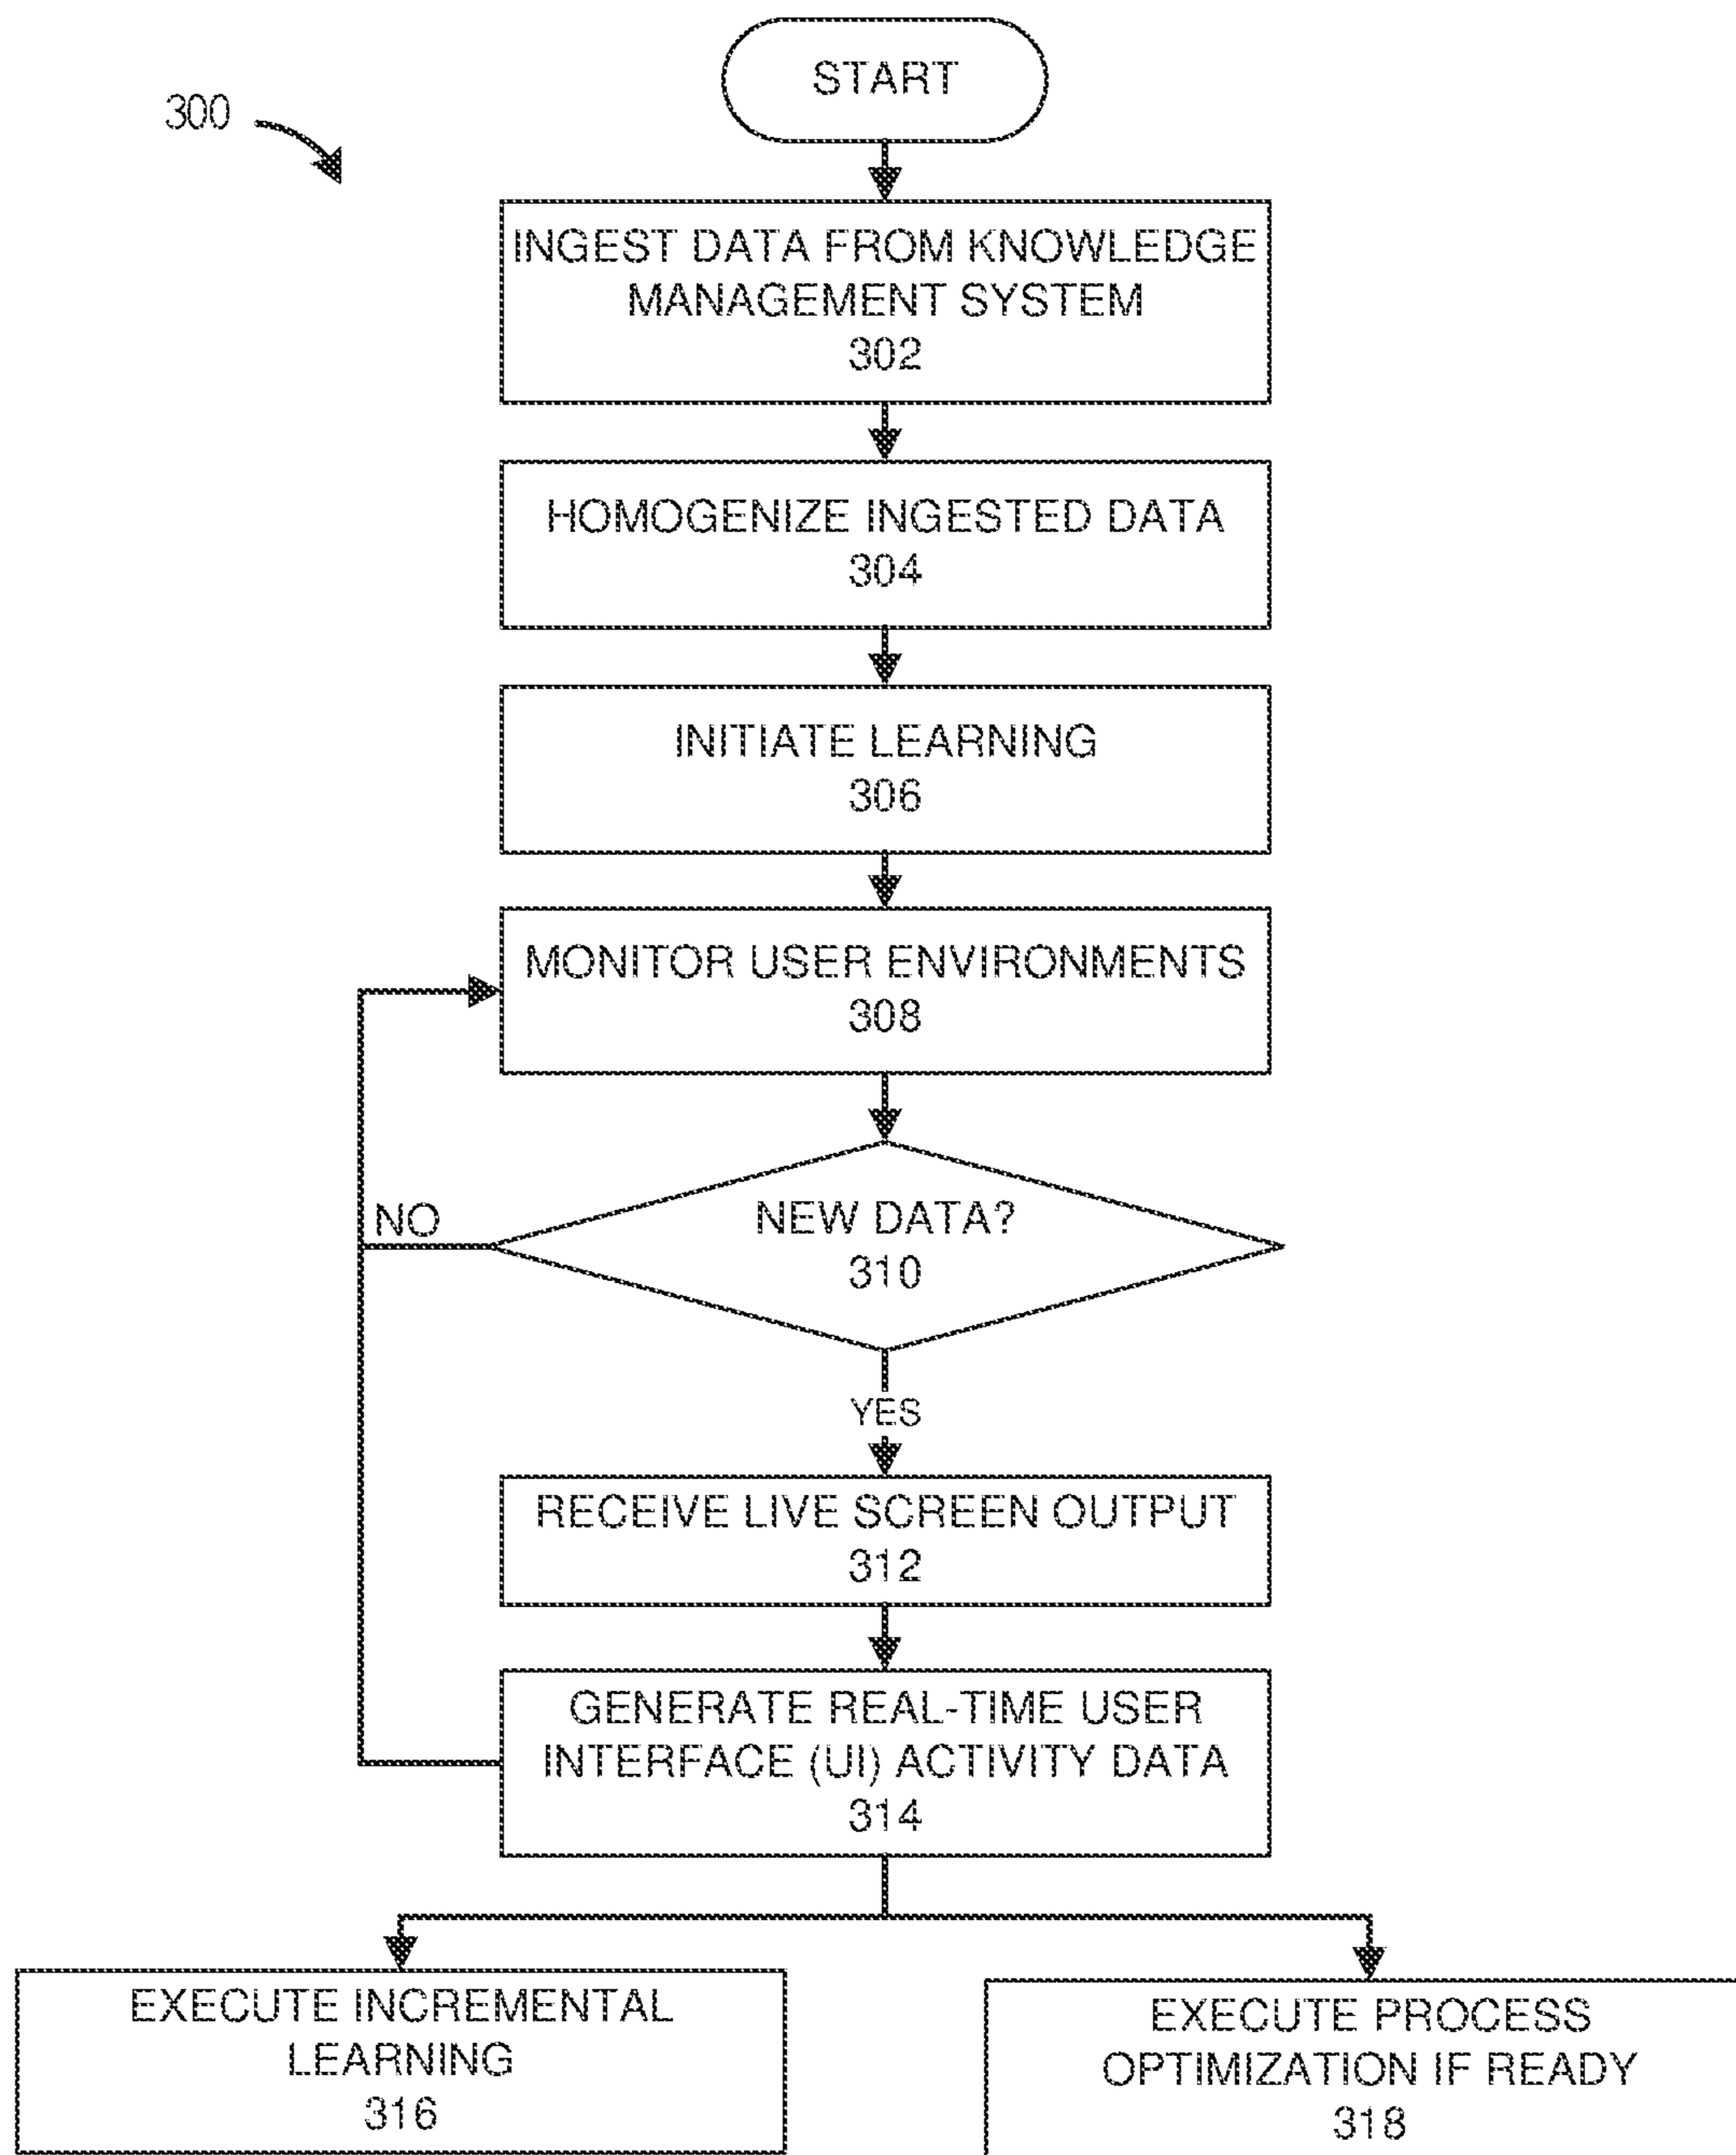 START
300
INGEST DATA FROM KNOWLEDGE
MANAGEMENT SYSTEM
302
HOMOGENIZE INGESTED DATA
304
INITIATE LEARNING
306
MONITOR USER ENVIRONMENTS
308
NEW DATA?
310
NO
YES
RECEIVE LIVE SCREEN OUTPUT
312
GENERATE REAL-TIME USER
INTERFACE (UI) ACTIVITY DATA
314
EXECUTE INCREMENTAL
LEARNING
316
EXECUTE PROCESS
OPTIMIZATION IF READY
318